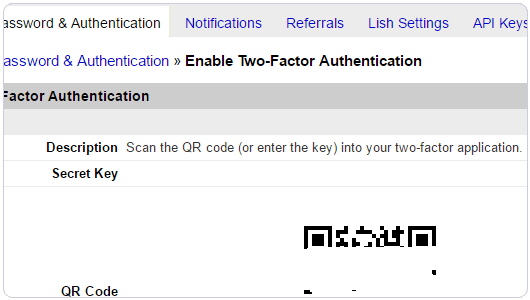 assword & Authentication Notifications Referrals Lish Settings API Keys
assword & Authentication » Enable Two-Factor Authentication
Factor Authentication
Description Scan the QR code (or enter the key) into your two-factor application.
Secret Key
QR Code